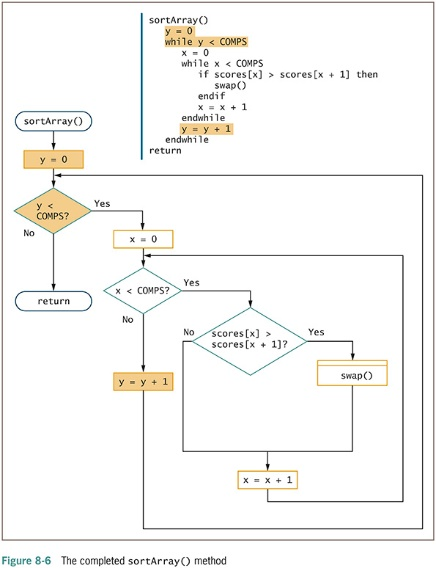 sortArray()
y = 0
while y < COMPS
x = 0
while x < COMPS
if scores[x] > scores[x + 1] then
swap()
endif
x = x + 1
endwhile
y = y + 1
endwhile
return
sortArray()
y = 0
y <
COMPS?
Yes
No
x = 0
return
x < COMPS?
Yes
No
scores[x] >
scores[x + 1]?
No
Yes
swap()
y = y + 1
x = x + 1
Figure 8-6 The completed sortArray() method